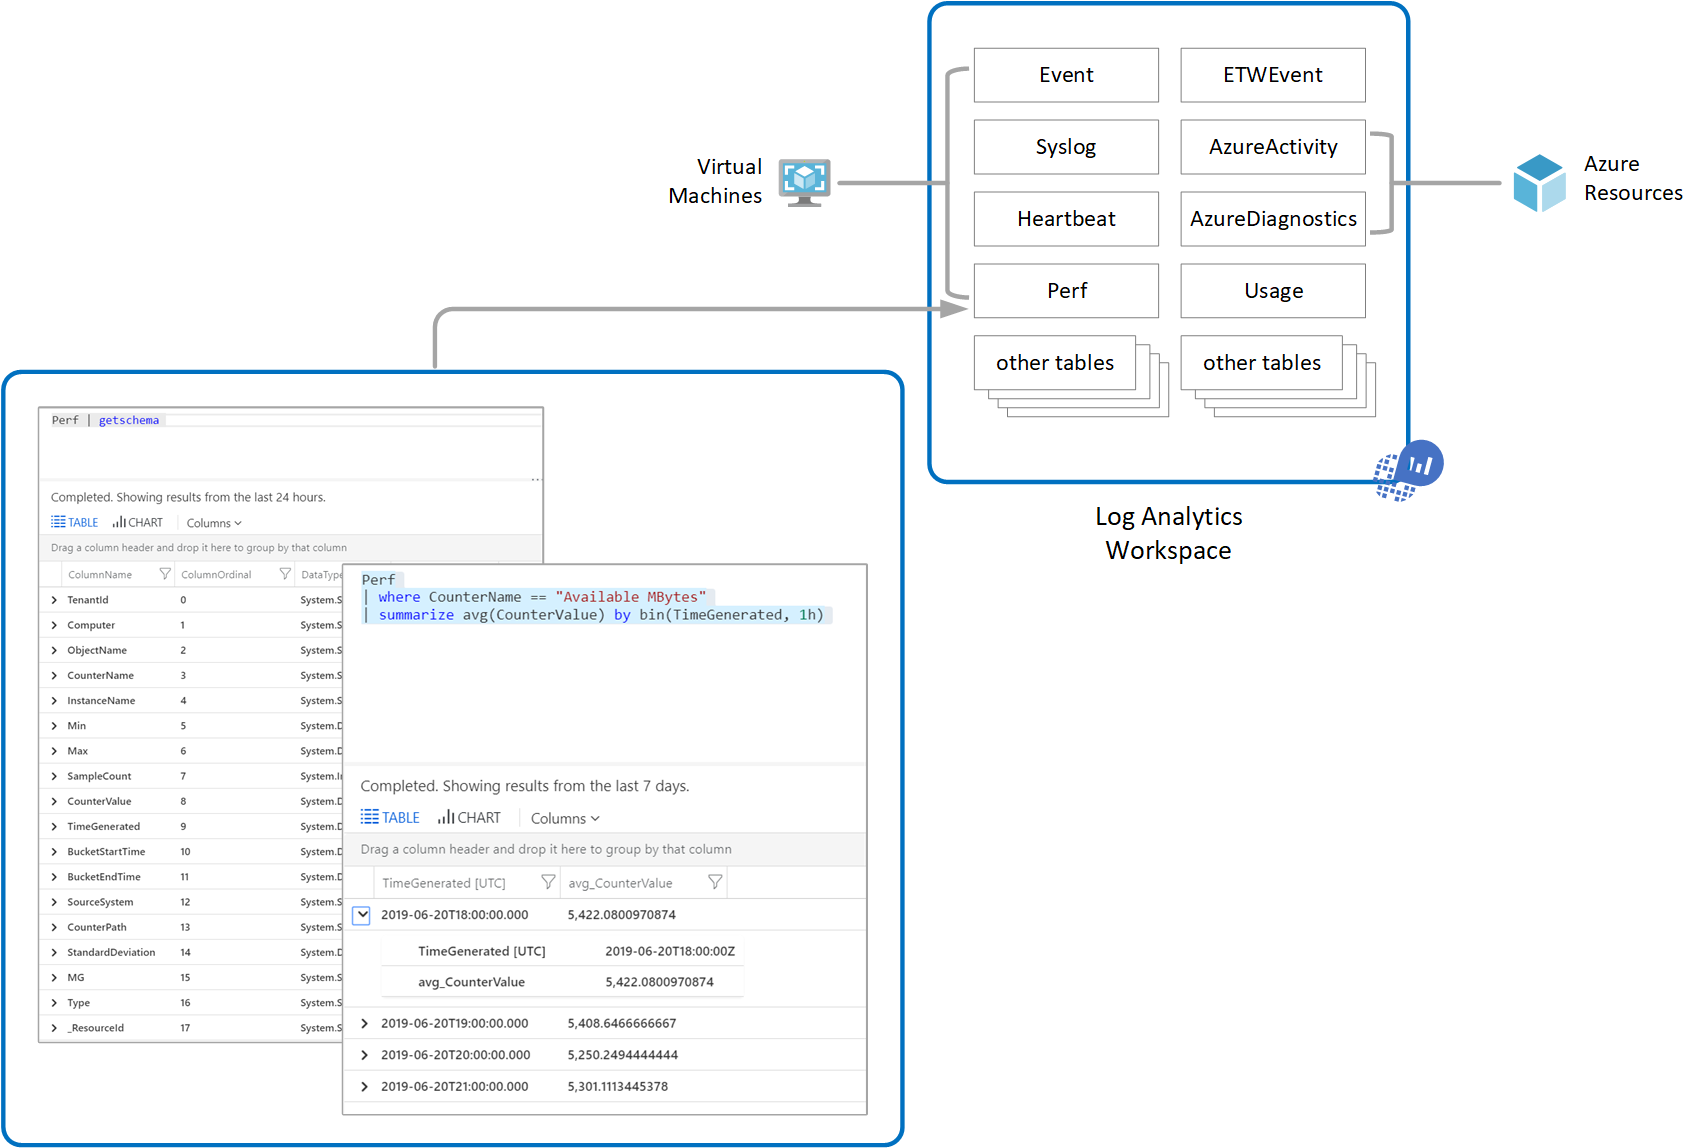 Event
ETWEvent
Syslog
AzureActivity
Heartbeat
AzureDiagnostics
Perf
Usage
other tables
other tables
Virtual
Machines
Azure
Resources
Log Analytics
Workspace
Perf | getschema
Completed. Showing results from the last 24 hours.
TABLE CHART Columns
Drag a column header and drop it here to group by that column
ColumnName ColumnOrdinal DataType
TenantId 0 System.S
Computer 1 System.S
ObjectName 2 System.S
CounterName 3 System.S
InstanceName 4 System.S
Min 5 System.D
Max 6 System.D
SampleCount 7 System.I
CounterValue 8 System.D
TimeGenerated 9 System.D
BucketStartTime 10 System.D
BucketEndTime 11 System.D
SourceSystem 12 System.S
CounterPath 13 System.S
StandardDeviation 14 System.D
MG 15 System.S
Type 16 System.S
_ResourceId 17 System.S
Perf
| where CounterName == "Available MBytes"
| summarize avg(CounterValue) by bin(TimeGenerated, 1h)
Completed. Showing results from the last 7 days.
TABLE CHART Columns
Drag a column header and drop it here to group by that column
TimeGenerated [UTC] avg_CounterValue
2019-06-20T18:00:00.000 5,422.0800970874
TimeGenerated [UTC] 2019-06-20T18:00:00Z
avg_CounterValue 5,422.0800970874
2019-06-20T19:00:00.000 5,408.6466666667
2019-06-20T20:00:00.000 5,250.2494444444
2019-06-20T21:00:00.000 5,301.1113445378